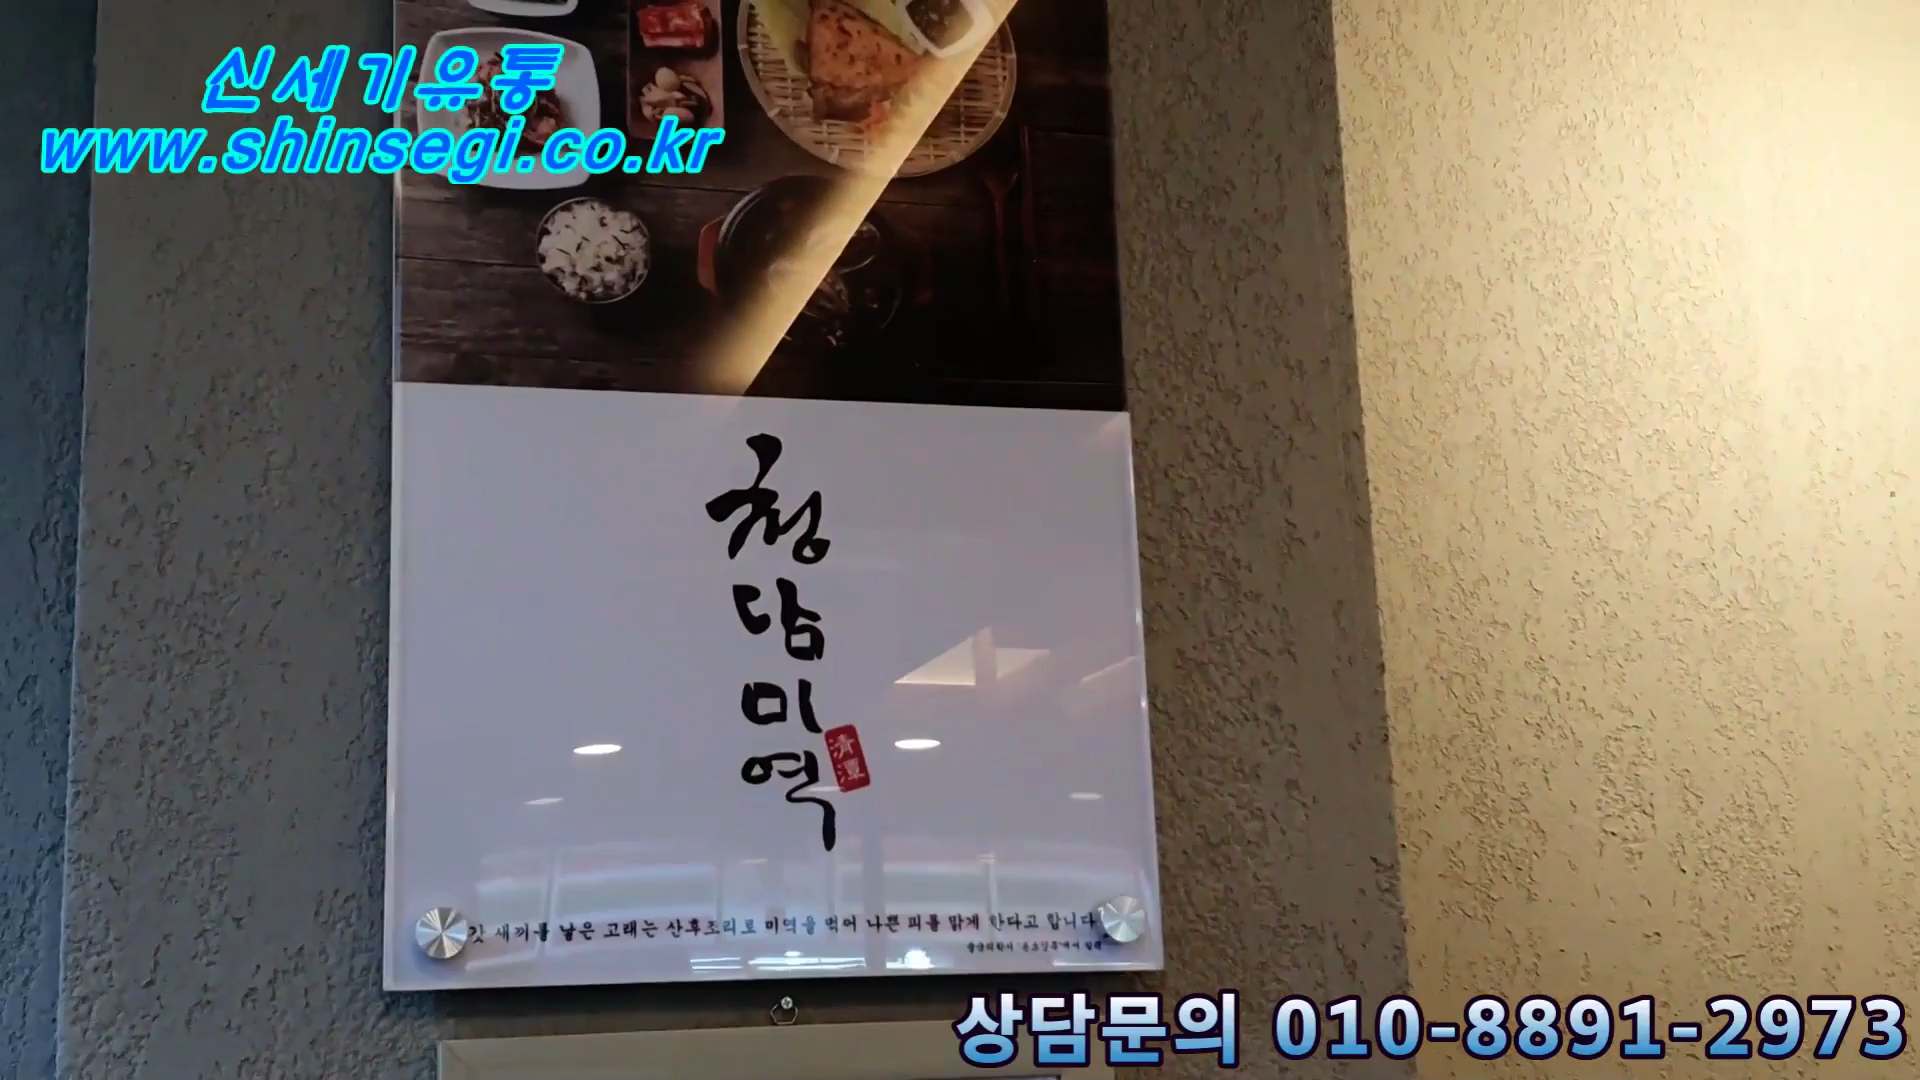 신세기유통
www.shinsegi.co.kr
청담미역
清潭
갓 새끼를 낳은 고래는 산후조리로 미역을 먹어 나쁜 피를 맑게 한다고 합니다
상담문의 010-8891-2973